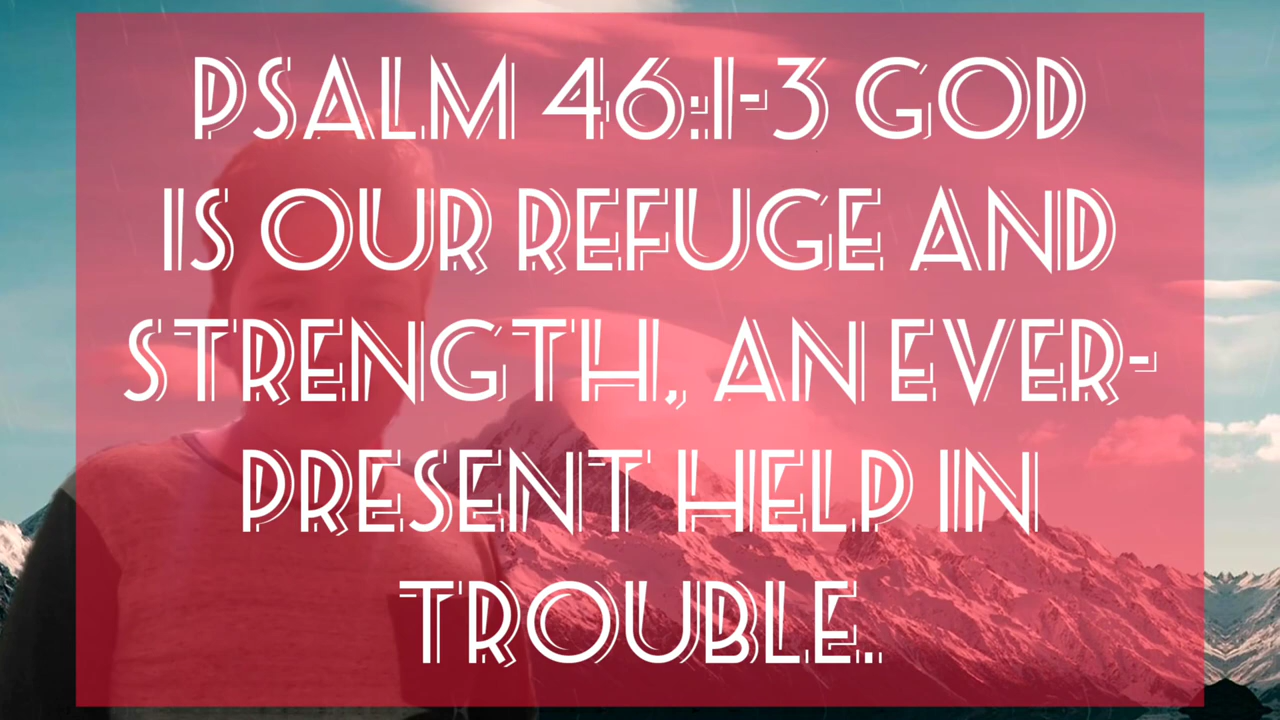 PSALM 46:1-3 GOD
IS OUR REFUGE AND
STRENGTH, AN EVER-
PRESENT HELP IN
TROUBLE.